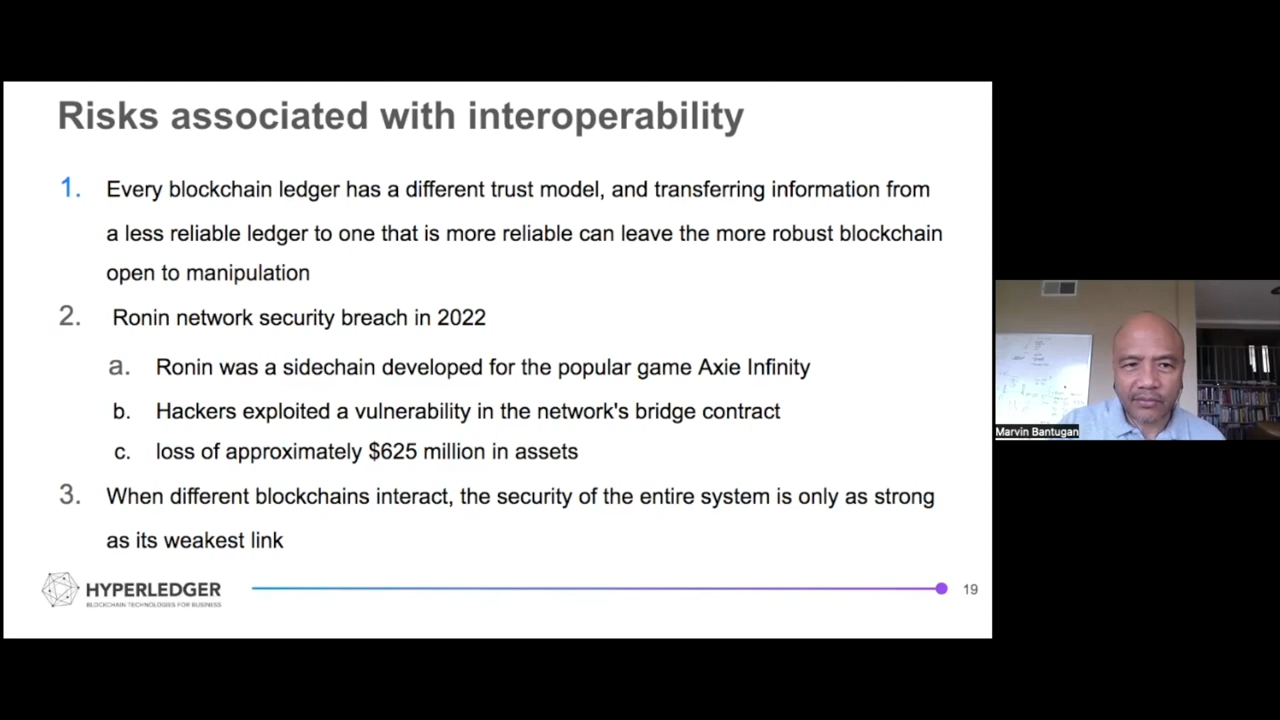 Risks associated with interoperability
1. Every blockchain ledger has a different trust model, and transferring information from
a less reliable ledger to one that is more reliable can leave the more robust blockchain
open to manipulation
2. Ronin network security breach in 2022
a. Ronin was a sidechain developed for the popular game Axie Infinity
b. Hackers exploited a vulnerability in the network's bridge contract
c. loss of approximately $625 million in assets
3. When different blockchains interact, the security of the entire system is only as strong
as its weakest link
HYPERLEDGER
BLOCKCHAIN TECHNOLOGIES FOR BUSINESS
19
Marvin Bantugan